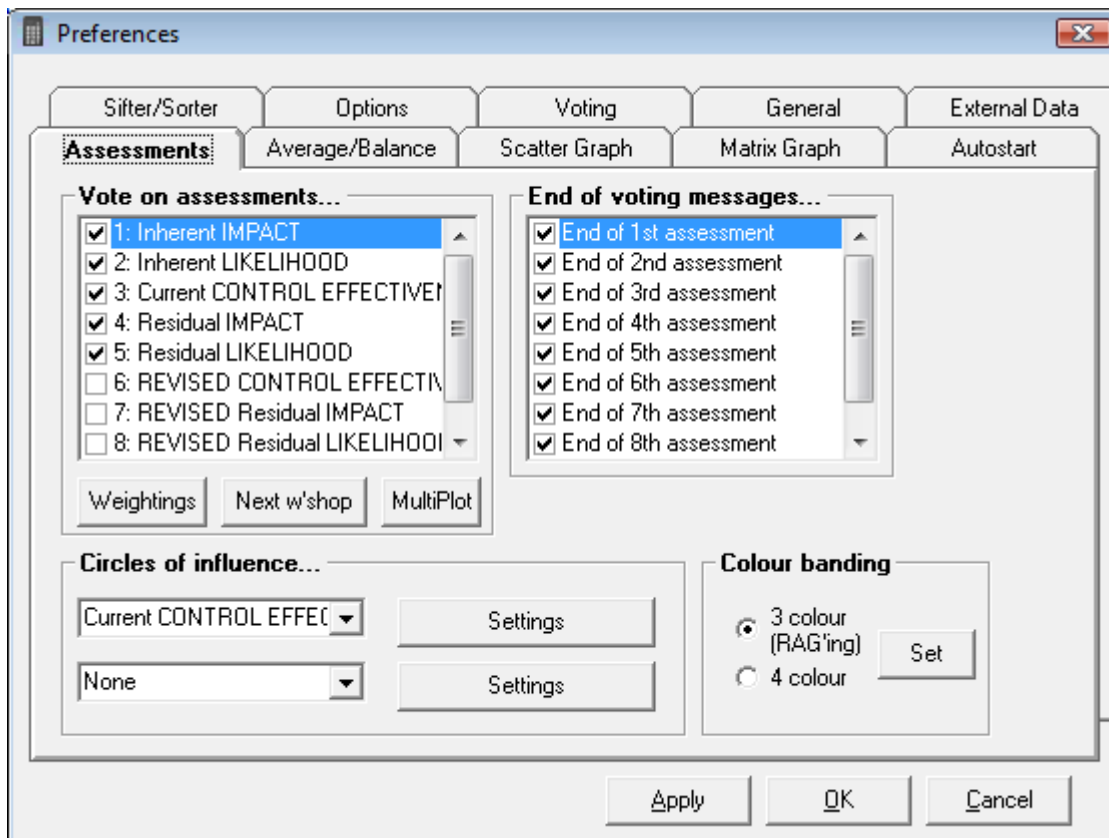 Preferences
Sifter/Sorter
Options
Voting
General
External Data
Assessments
Average/Balance
Scatter Graph
Matrix Graph
Autostart
Vote on assessments...
1: Inherent IMPACT
2: Inherent LIKELIHOOD
3: Current CONTROL EFFECTIVEN
4: Residual IMPACT
5: Residual LIKELIHOOD
6: REVISED CONTROL EFFECTIV
7: REVISED Residual IMPACT
8: REVISED Residual LIKELIHOOI
Weightings
Next w'shop
MultiPlot
End of voting messages...
End of 1st assessment
End of 2nd assessment
End of 3rd assessment
End of 4th assessment
End of 5th assessment
End of 6th assessment
End of 7th assessment
End of 8th assessment
Circles of influence...
Current CONTROL EFFEC
Settings
None
Settings
Colour banding
3 colour
(RAG'ing)
4 colour
Set
Apply
OK
Cancel